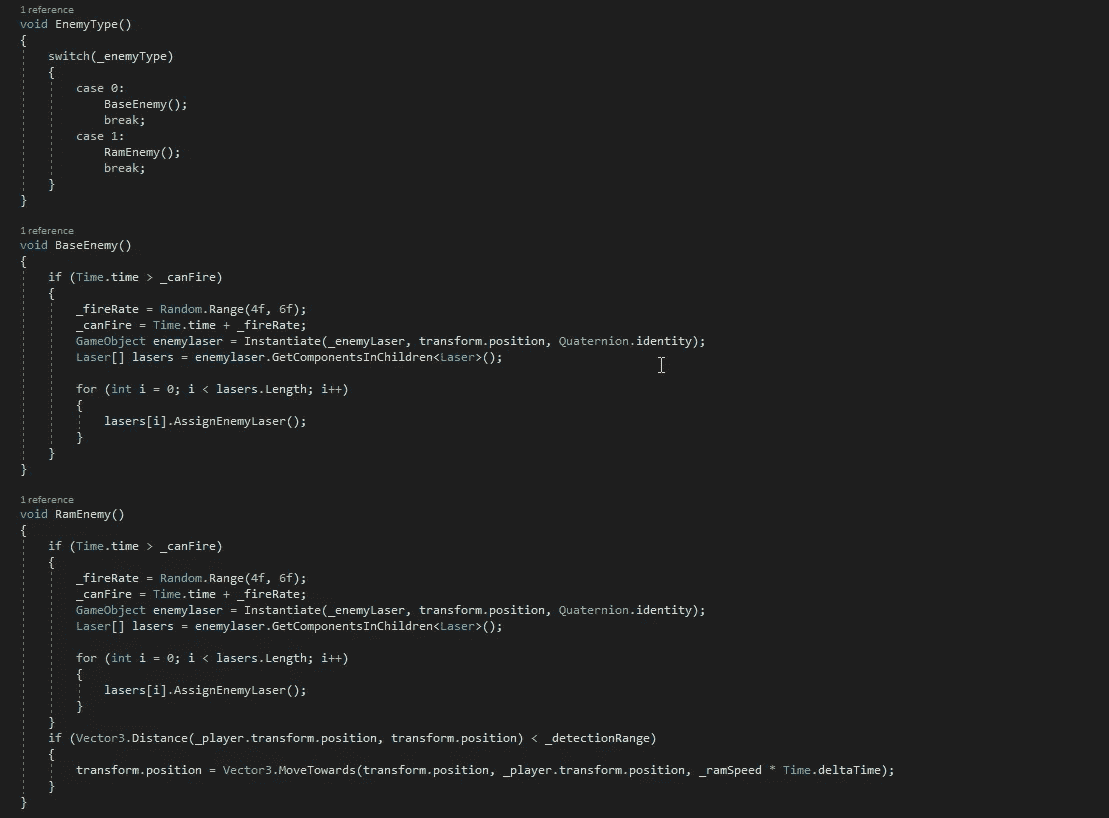 1 reference
void EnemyType()
{
    switch(_enemyType)
    {
        case 0:
            BaseEnemy();
            break;
        case 1:
            RamEnemy();
            break;
    }
}
1 reference
void BaseEnemy()
{
    if (Time.time > _canFire)
    {
        _fireRate = Random.Range(4f, 6f);
        _canFire = Time.time + _fireRate;
        GameObject enemylaser = Instantiate(_enemyLaser, transform.position, Quaternion.identity);
        Laser[] lasers = enemylaser.GetComponentsInChildren<Laser>();
        for (int i = 0; i < lasers.Length; i++)
        {
            lasers[i].AssignEnemyLaser();
        }
    }
}
1 reference
void RamEnemy()
{
    if (Time.time > _canFire)
    {
        _fireRate = Random.Range(4f, 6f);
        _canFire = Time.time + _fireRate;
        GameObject enemylaser = Instantiate(_enemyLaser, transform.position, Quaternion.identity);
        Laser[] lasers = enemylaser.GetComponentsInChildren<Laser>();
        for (int i = 0; i < lasers.Length; i++)
        {
            lasers[i].AssignEnemyLaser();
        }
    }
    if (Vector3.Distance(_player.transform.position, transform.position) < _detectionRange)
    {
        transform.position = Vector3.MoveTowards(transform.position, _player.transform.position, _ramSpeed * Time.deltaTime);
    }
}